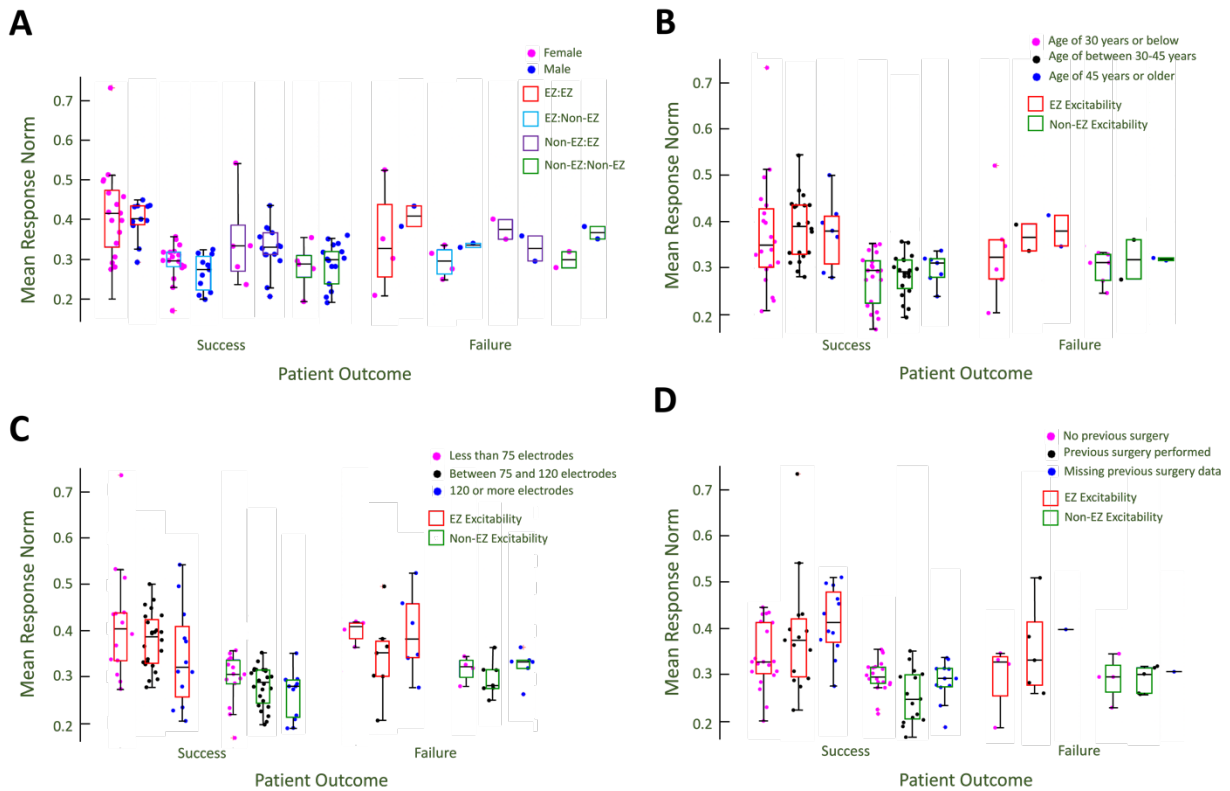 A
Female
Male
EZ:EZ
EZ:Non-EZ
Non-EZ:EZ
Non-EZ:Non-EZ
0.7
0.6
0.5
0.4
0.3
0.2
Mean Response Norm
Success
Failure
Patient Outcome
B
Age of 30 years or below
Age of between 30-45 years
Age of 45 years or older
EZ Excitability
Non-EZ Excitability
0.7
0.6
0.5
0.4
0.3
0.2
Mean Response Norm
Success
Failure
Patient Outcome
C
Less than 75 electrodes
Between 75 and 120 electrodes
120 or more electrodes
EZ Excitability
Non-EZ Excitability
0.7
0.6
0.5
0.4
0.3
0.2
Mean Response Norm
Success
Failure
Patient Outcome
D
No previous surgery
Previous surgery performed
Missing previous surgery data
EZ Excitability
Non-EZ Excitability
0.7
0.6
0.5
0.4
0.3
0.2
Mean Response Norm
Success
Failure
Patient Outcome